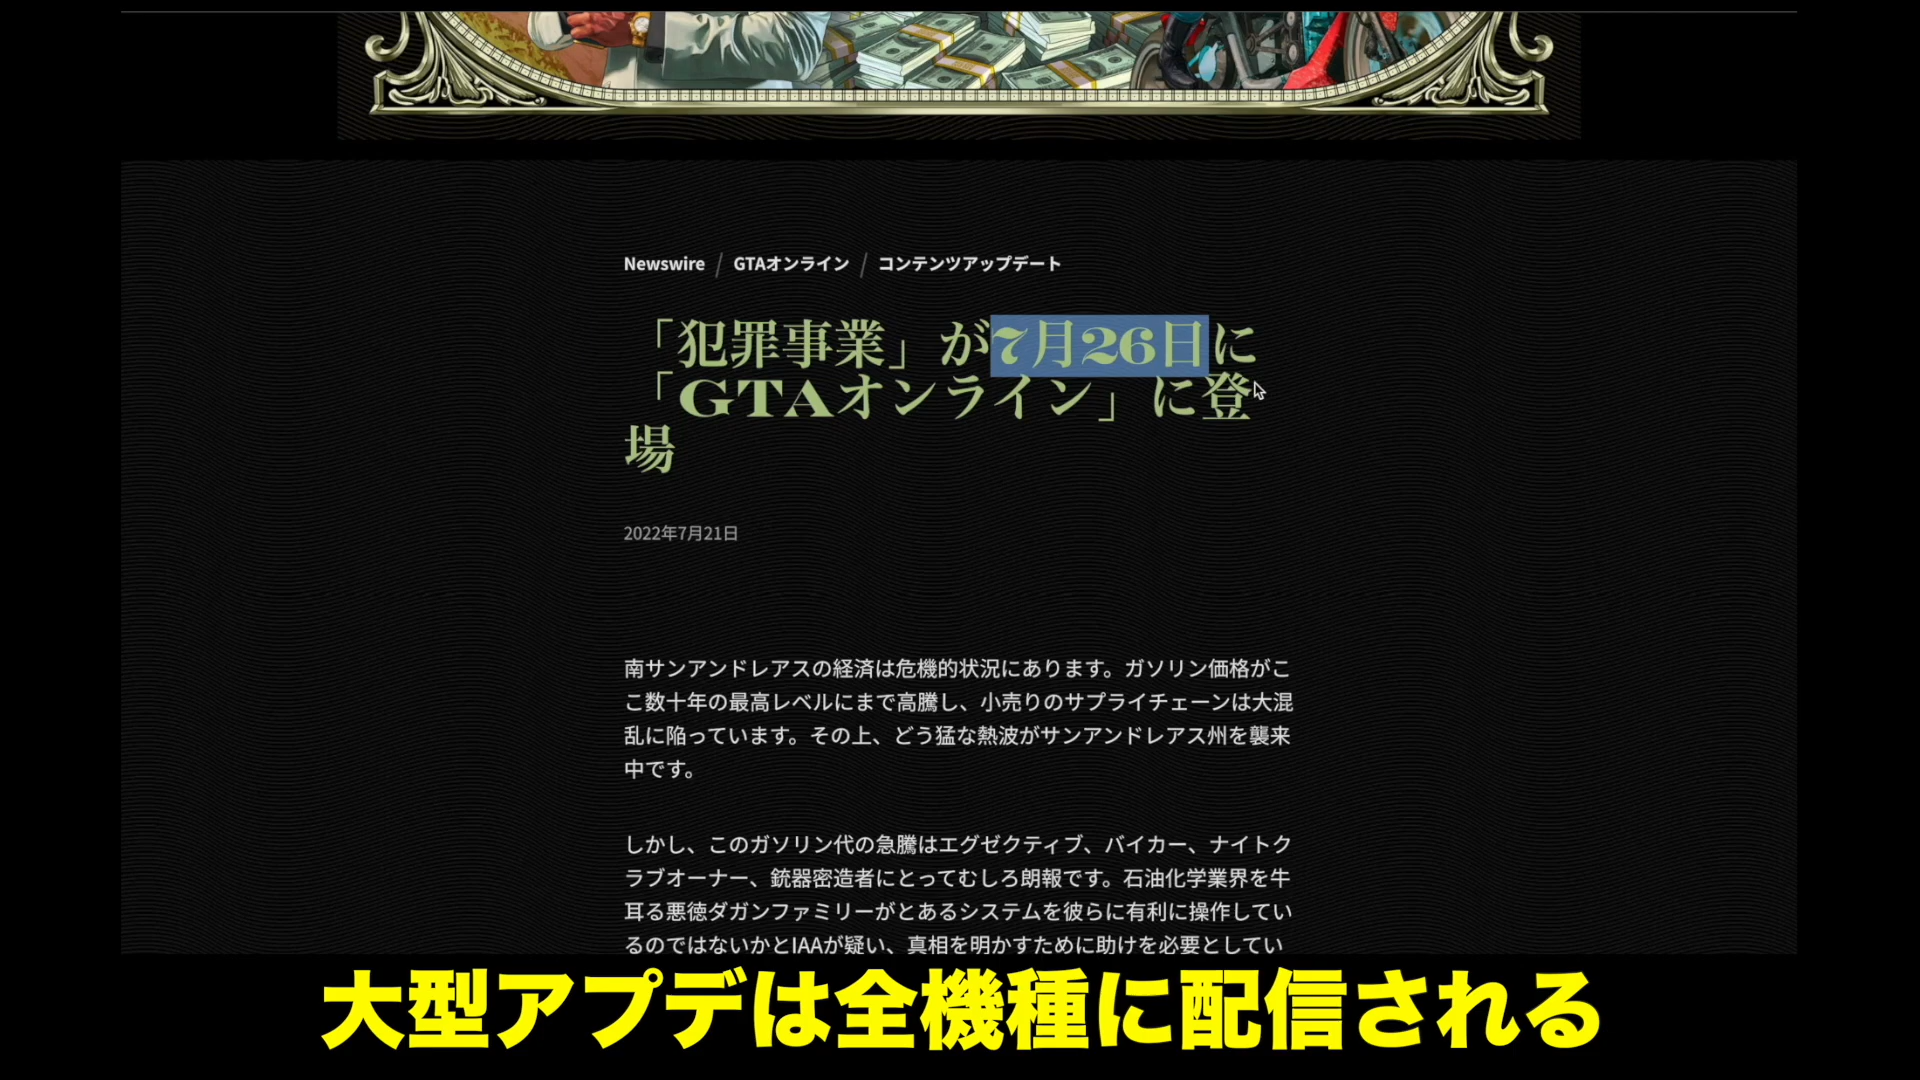 Newswire / GTAオンライン / コンテンツアップデート
「犯罪事業」が7月26日に
「GTAオンライン」に登
場
2022年7月21日
南サンアンドレアスの経済は危機的状況にあります。ガソリン価格がこ
こ数十年の最高レベルにまで高騰し、小売りのサプライチェーンは大混
乱に陥っています。その上、どう猛な熱波がサンアンドレアス州を襲来
中です。
しかし、このガソリン代の急騰はエグゼクティブ、バイカー、ナイトク
ラブオーナー、銃器密造者にとってむしろ朗報です。石油化学業界を牛
耳る悪徳ダガンファミリーがとあるシステムを彼らに有利に操作してい
るのではないかとIAAが疑い、真相を明かすために助けを必要としてい
大型アプデは全機種に配信される